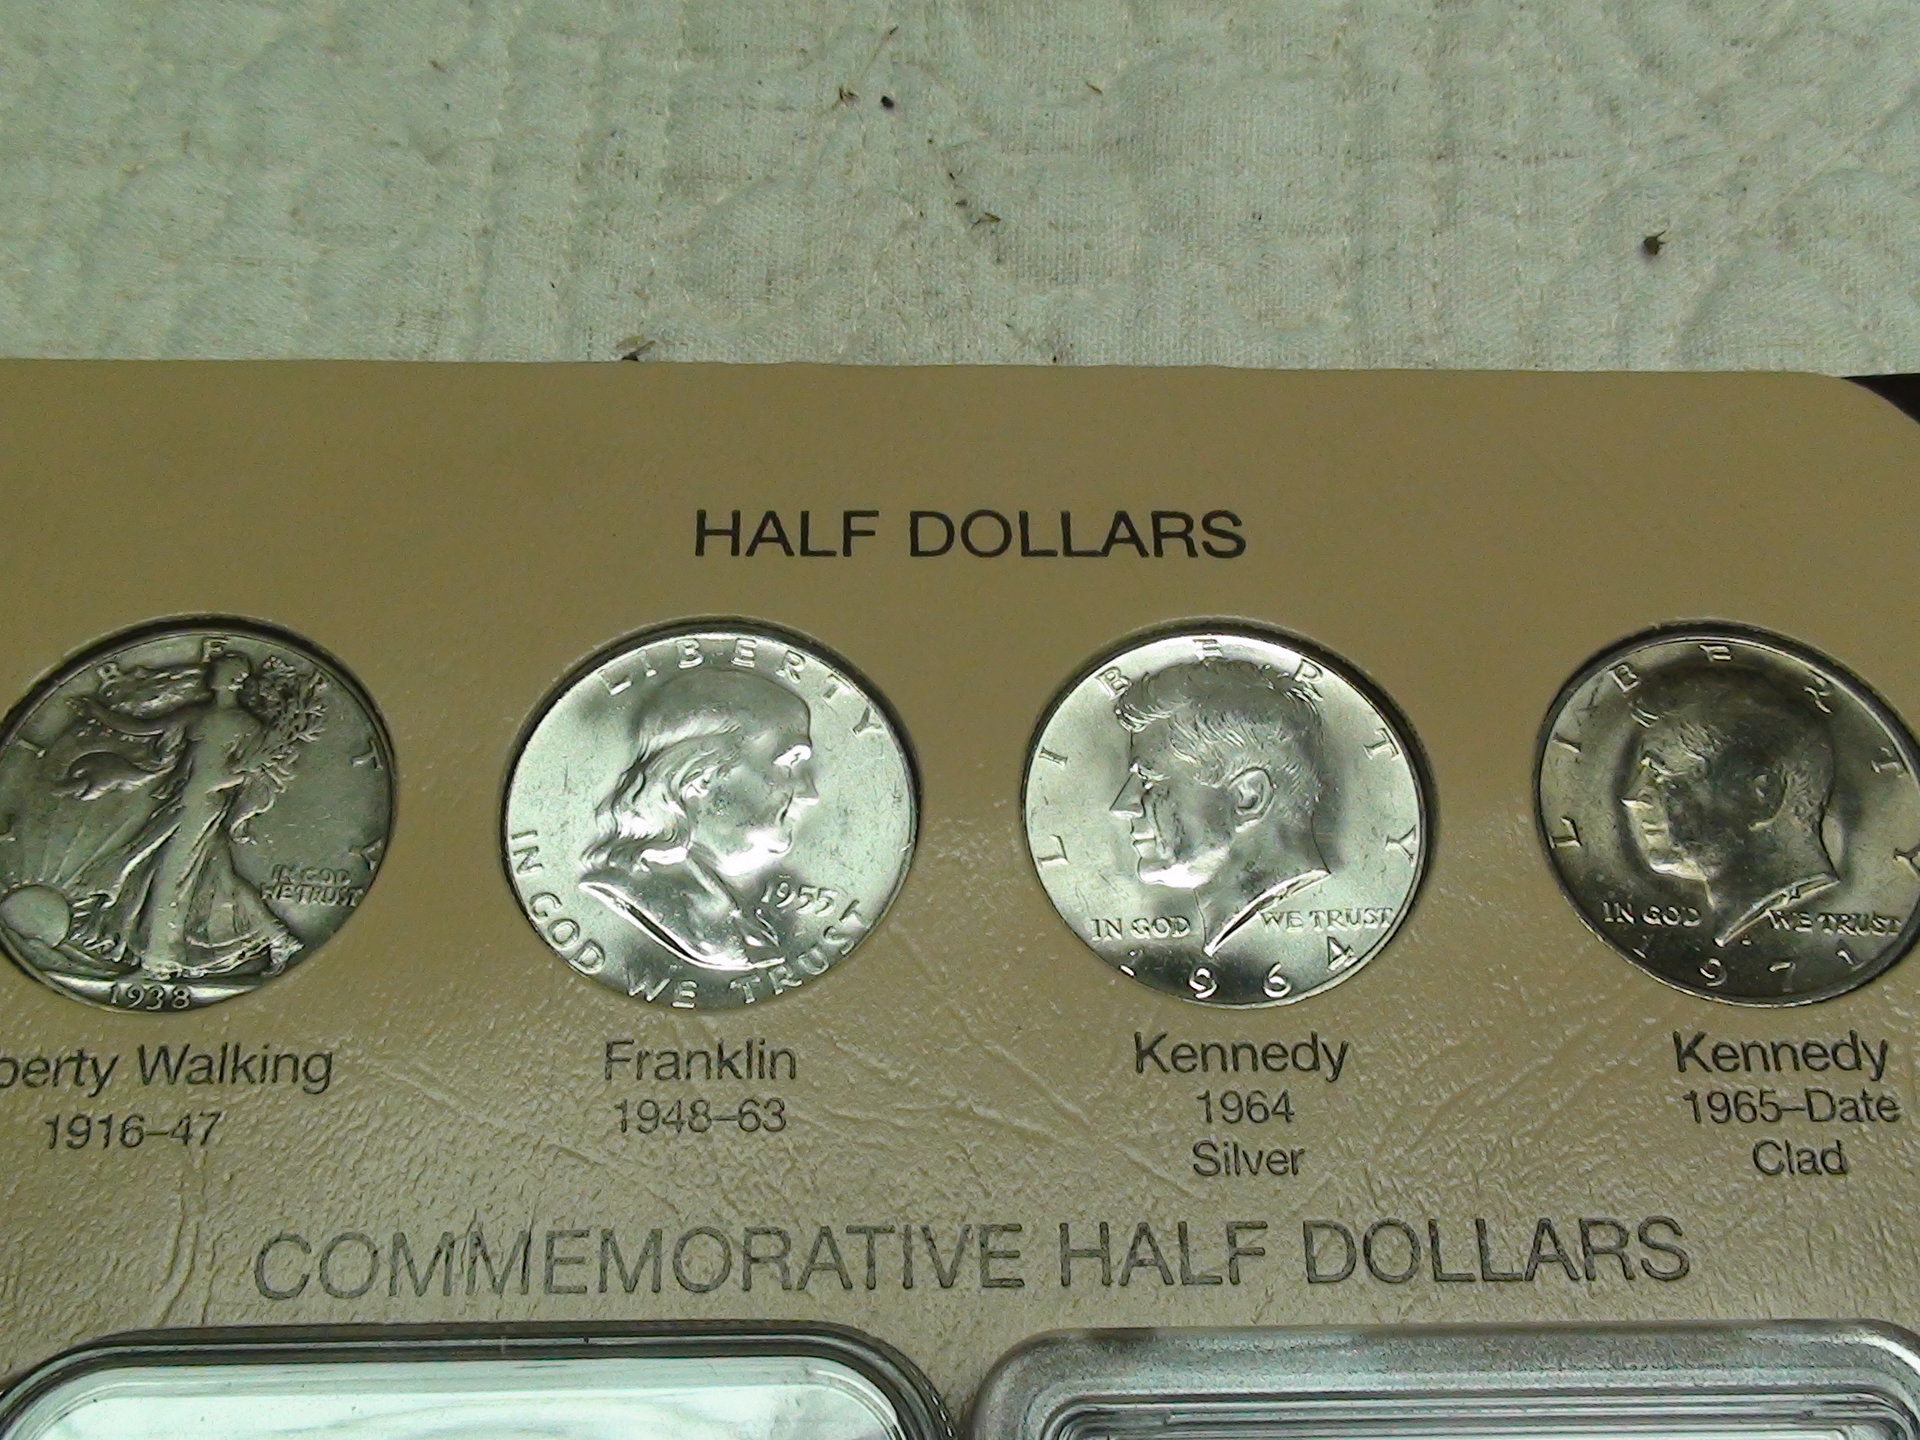 HALF DOLLARS
LIBERTY
IN GOD
WE TRUST
1938
LIBERTY
1955
IN GOD WE TRUST
LIBERTY
IN GOD WE TRUST
1964
LIBERTY
IN GOD WE TRUST
1971
berty Walking
1916–47
Franklin
1948–63
Kennedy
1964
Silver
Kennedy
1965–Date
Clad
COMMEMORATIVE HALF DOLLARS